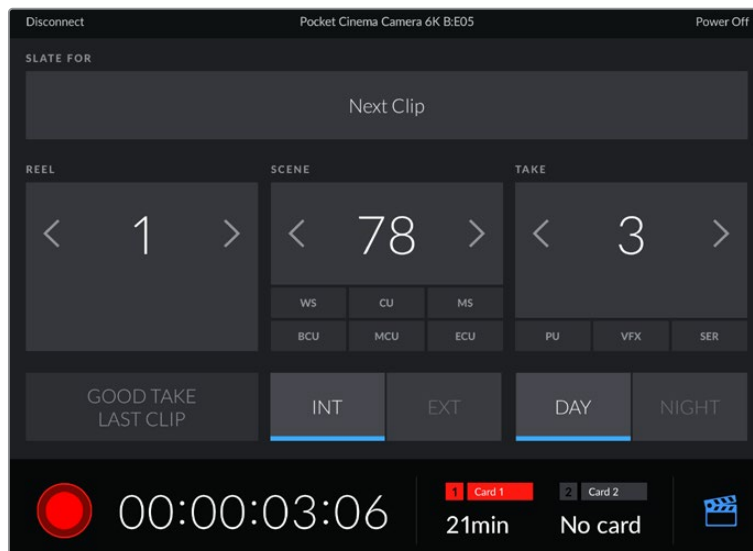 Disconnect Pocket Cinema Camera 6K B:E05 Power Off
SLATE FOR
Next Clip
REEL SCENE TAKE
< 1 > < 78 > < 3 >
WS CU MS
BCU MCU ECU PU VFX SER
GOOD TAKE
LAST CLIP
INT EXT DAY NIGHT
00:00:03:06
1 Card 1 2 Card 2
21min No card